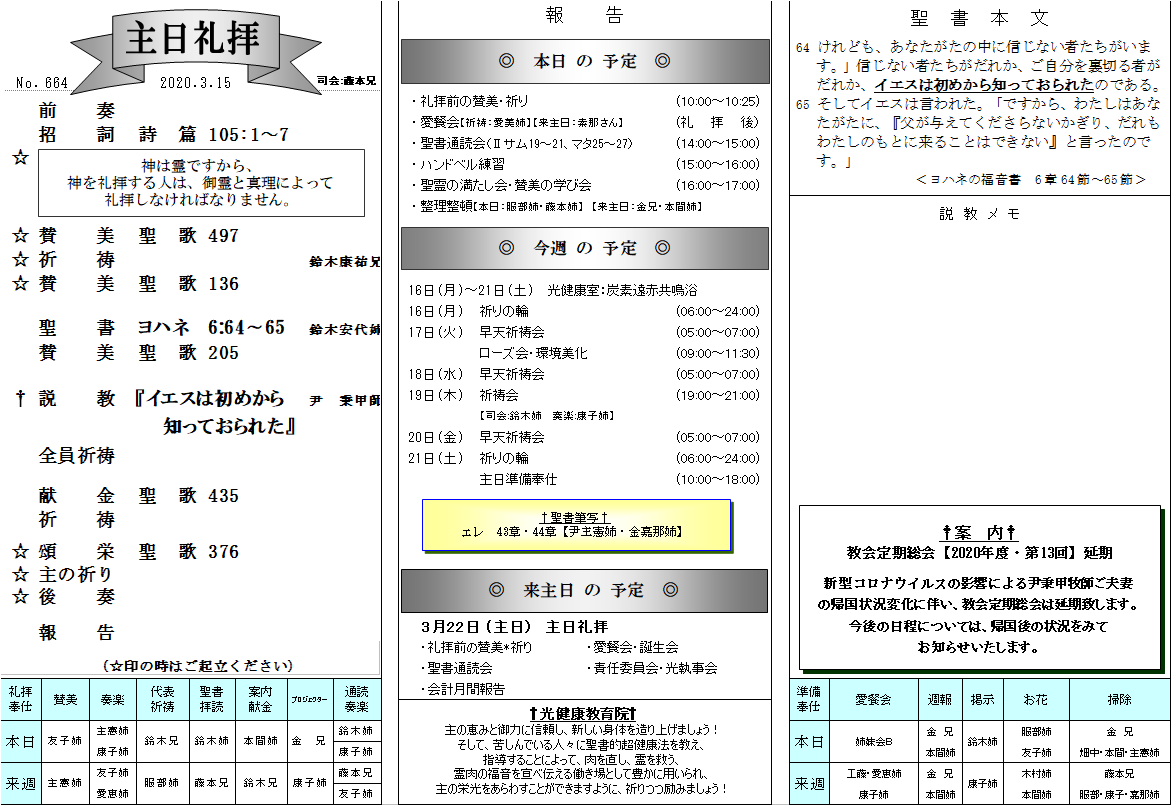 主日礼拝
No. 664 2020.3.15 司会:藤本兄
前 奏
招 詞 詩 篇 105:1～7
☆
神は霊ですから、
神を礼拝する人は、御霊と真理によって
礼拝しなければなりません。
☆ 賛 美 聖 歌 497
☆ 祈 祷 鈴木康祐兄
☆ 賛 美 聖 歌 136
聖 書 ヨハネ 6:64～65 鈴木安代姉
賛 美 聖 歌 205
† 説 教 『イエスは初めから 尹 秉甲師
知っておられた』
全員祈祷
献 金 聖 歌 435
祈 祷
☆ 頌 栄 聖 歌 376
☆ 主の祈り
☆ 後 奏
報 告
(☆印の時はご起立ください)
礼拝奉仕 賛美 奏楽 代表祈祷 聖書拝読 案内献金 プロジェクター 通読奏楽
本日 友子姉 主憲姉 康子姉 鈴木兄 鈴木姉 本間姉 金 兄 鈴木姉 康子姉
来週 主憲姉 友子姉 愛恵姉 服部姉 藤本兄 鈴木兄 康子姉 藤本兄 友子姉
報 告
◎ 本日 の 予定 ◎
・礼拝前の賛美・祈り (10:00～10:25)
・愛餐会【祈祷:愛美姉】【来主日:素那さん】 (礼 拝 後)
・聖書通読会(Ⅱサム19～21、マタ25～27) (14:00～15:00)
・ハンドベル練習 (15:00～16:00)
・聖霊の満たし会・賛美の学び会 (16:00～17:00)
・整理整頓【本日:服部姉・藤本姉】 【来主日:金兄・本間姉】
◎ 今週 の 予定 ◎
16日(月)～21日(土) 光健康室:炭素遠赤共鳴浴
16日(月) 祈りの輪 (06:00～24:00)
17日(火) 早天祈祷会 (05:00～07:00)
ローズ会・環境美化 (09:00～11:30)
18日(水) 早天祈祷会 (05:00～07:00)
19日(木) 祈祷会 (19:00～21:00)
【司会:鈴木姉 奏楽:康子姉】
20日(金) 早天祈祷会 (05:00～07:00)
21日(土) 祈りの輪 (06:00～24:00)
主日準備奉仕 (10:00～18:00)
†聖書筆写†
エレ 43章・44章【尹主憲姉・金嘉那姉】
◎ 来主日 の 予定 ◎
3月22日(主日) 主日礼拝
・礼拝前の賛美*祈り ・愛餐会・誕生会
・聖書通読会 ・責任委員会・光執事会
・会計月間報告
†光健康教育院†
主の恵みと御力に信頼し、新しい身体を造り上げましょう!
そして、苦しんでいる人々に聖書的超健康法を教え、
指導することによって、肉を直し、霊を救う、
霊肉の福音を宣べ伝える働き場として豊かに用いられ、
主の栄光をあらわすことができますように、祈りつつ励みましょう!
聖 書 本 文
64 けれども、あなたがたの中に信じない者たちがいま
す。」信じない者たちがだれか、ご自分を裏切る者が
だれか、イエスは初めから知っておられたのである。
65 そしてイエスは言われた。「ですから、わたしはあな
たがたに、『父が与えてくださらないかぎり、だれも
わたしのもとに来ることはできない』と言ったので
す。」
＜ヨハネの福音書 6章64節～65節＞
説 教 メ モ
†案 内†
教会定期総会【2020年度・第13回】延期
新型コロナウイルスの影響による尹秉甲牧師ご夫妻
の帰国状況変化に伴い、教会定期総会は延期致します。
今後の日程については、帰国後の状況をみて
お知らせいたします。
準備奉仕 愛餐会 週報 掲示 お花 掃除
本日 姉妹会B 金 兄 本間姉 鈴木姉 服部姉 友子姉 金 兄 畑中・本間・主憲姉
来週 工藤・愛恵姉 康子姉 金 兄 本間姉 康子姉 木村姉 本間姉 藤本兄 服部・康子・嘉那姉